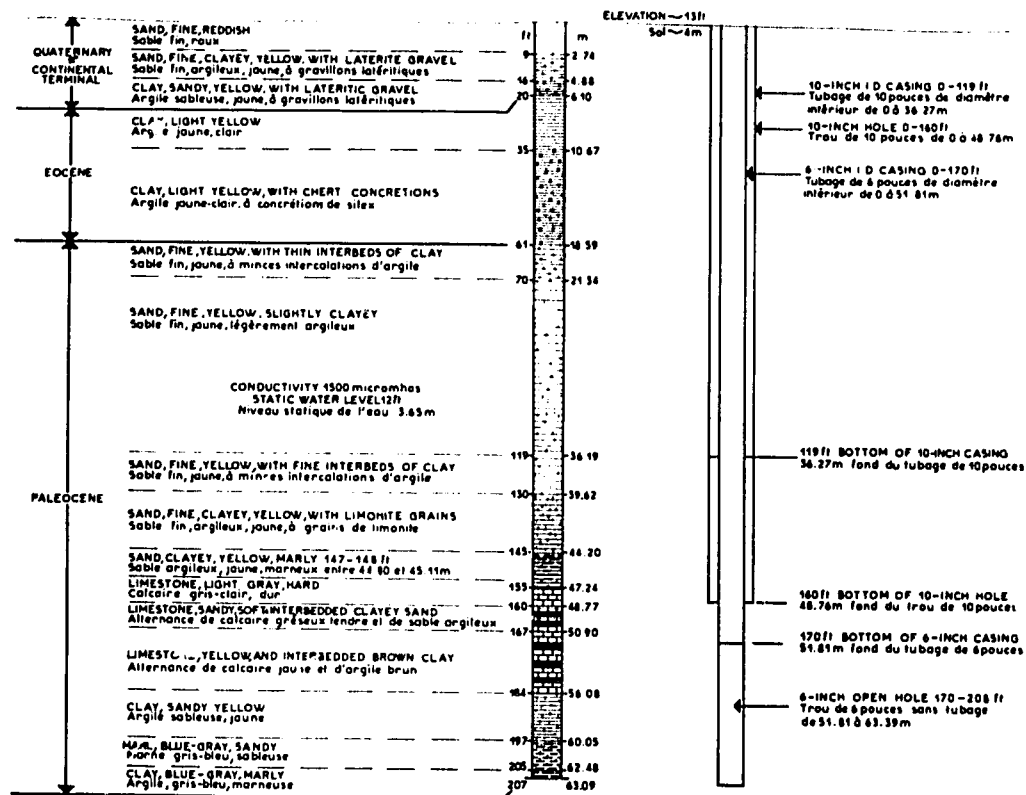 QUATERNARY
&
CONTINENTAL
TERMINAL
EOCENE
PALEOCENE
SAND, FINE, REDDISH
Sable fin, roux
SAND, FINE, CLAYEY, YELLOW, WITH LATERITE GRAVEL
Sable fin, argileux, jaune, à gravillons latéritiques
CLAY, SANDY, YELLOW, WITH LATERITIC GRAVEL
Argile sableuse, jaune, à gravillons latéritiques
LIGHT YELLOW
jaune, clair
CLAY, LIGHT YELLOW, WITH CHERT CONCRETIONS
Argile jaune-clair, à concrétiom de silex
SAND, FINE, YELLOW, WITH THIN INTERBEDS OF CLAY
Sable fin, jaune, à minces intercalations d'argile
SAND, FINE, YELLOW, SLIGHTLY CLAYEY
Sable fin, jaune, légèrement argileux
CONDUCTIVITY 1500 micromhos
STATIC WATER LEVEL 12ft
Niveau statique de l'eau 3.65m
SAND, FINE, YELLOW, WITH FINE INTERBEDS OF CLAY
Sable fin, jaune, à minces intercalations d'argile
SAND, FINE, CLAYEY, YELLOW, WITH LIMONITE GRAINS
Sable fin, argileux, jaune, à grains de limonite
SAND, CLAYEY, YELLOW, MARLY 147-148 ft
Sable argileux, jaune, marneux entre 44.80 et 45.11m
LIMESTONE, LIGHT GRAY, HARD
Calcaire gris-clair, dur
LIMESTONE, SANDY, SOFT INTERBEDDED CLAYEY SAND
Alternance de calcaire gréseux tendre et de sable argileux
YELLOW, AND INTERBEDDED BROWN CLAY
Alternance de calcaire jaune et d'argile brun
CLAY, SANDY YELLOW
Argile sableuse, jaune
MARL, BLUE-GRAY, SANDY
Marne gris-bleu, sableuse
CLAY, BLUE-GRAY, MARLY
Argile, gris-bleu, marneuse
ft m
9 2.74
16 4.88
20 6.10
35 10.67
61 18.59
70 21.34
119 36.19
130 39.62
145 44.20
155 47.24
160 48.77
167 50.90
184 56.08
197 60.05
205 62.48
207 63.09
ELEVATION ~ 13ft
Sol ~ 4m
10-INCH I D CASING 0-119 ft
Tubage de 10 pouces de diamètre
intérieur de 0 à 36.27m
10-INCH HOLE 0-160 ft
Trou de 10 pouces de 0 à 48.76m
6-INCH I D CASING 0-170 ft
Tubage de 6 pouces de diamètre
intérieur de 0 à 51.81m
119 ft BOTTOM OF 10-INCH CASING
36.27m fond du tubage de 10 pouces
160 ft BOTTOM OF 10-INCH HOLE
48.76m fond du trou de 10 pouces
170 ft BOTTOM OF 6-INCH CASING
51.81m fond du tubage de 6 pouces
6-INCH OPEN HOLE 170-208 ft
Trou de 6 pouces sans tubage
de 51.81 à 63.39m